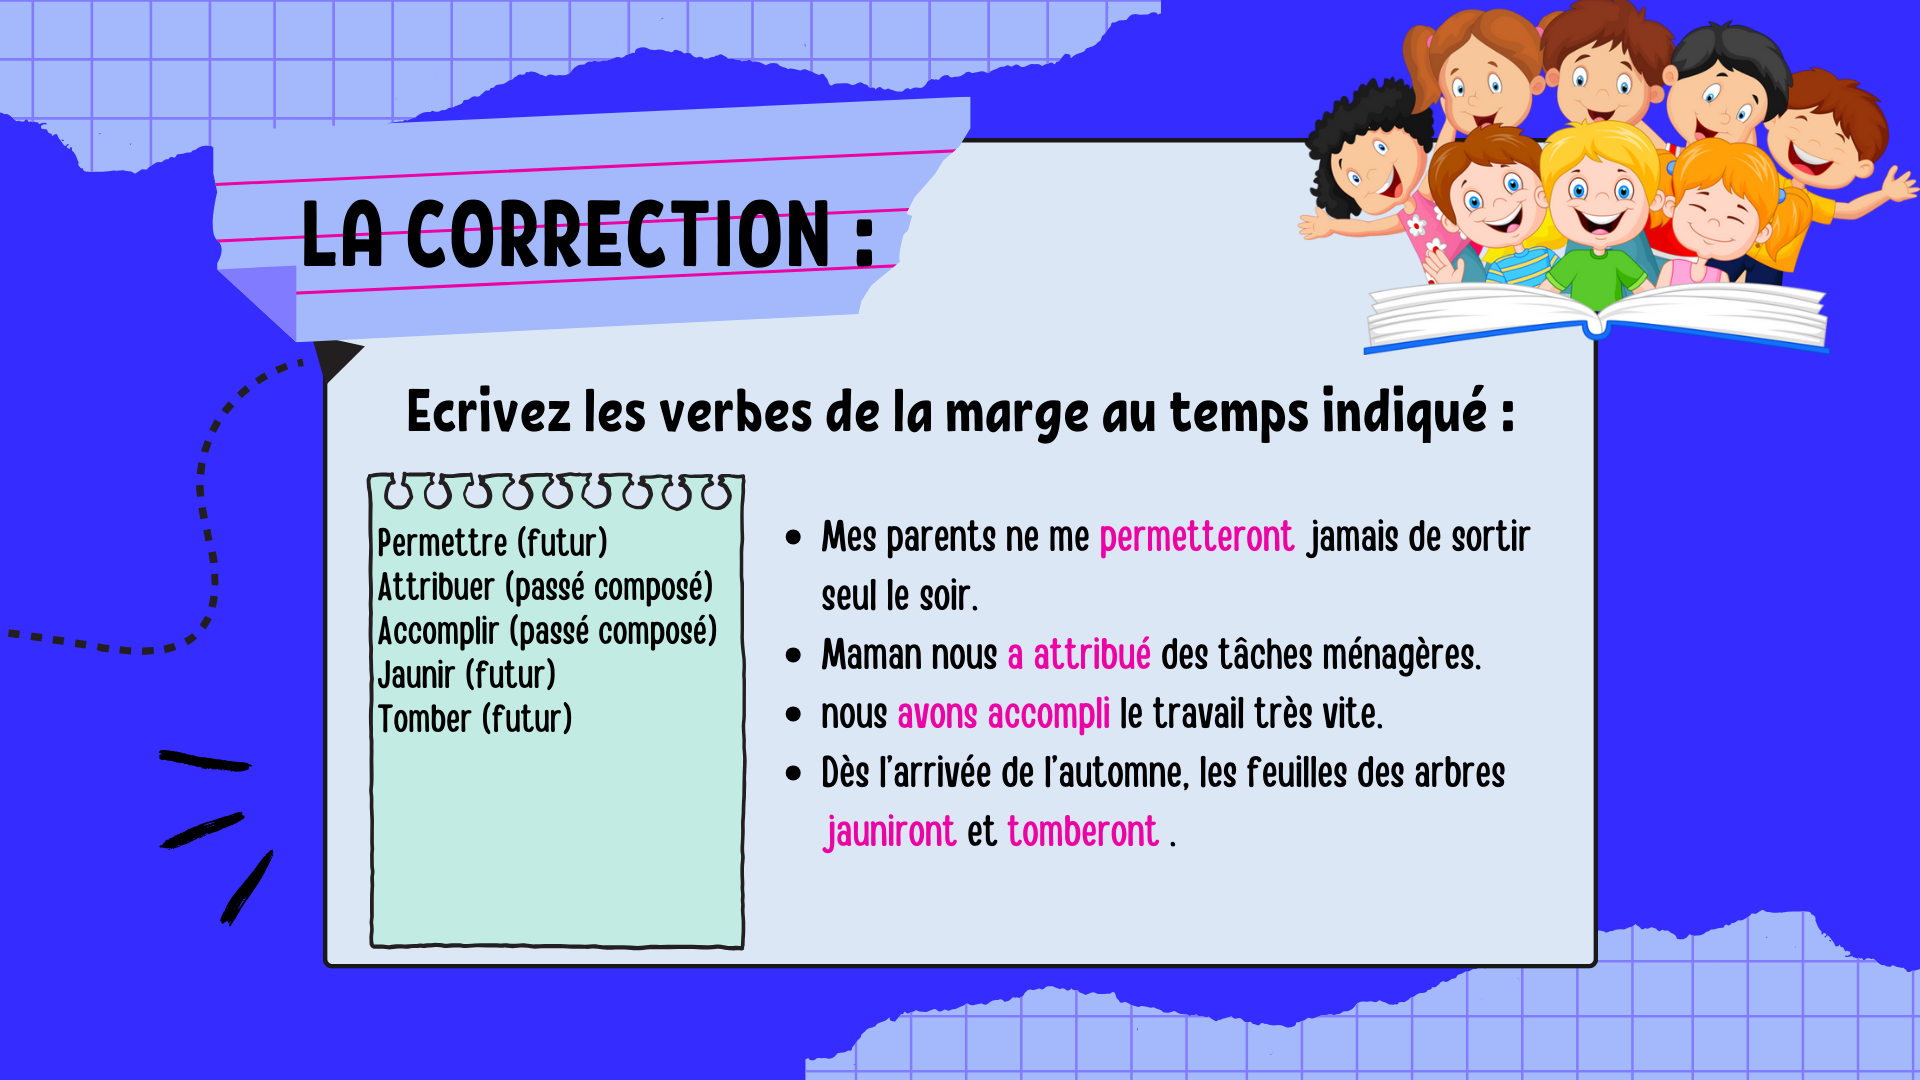 LA CORRECTION :
Ecrivez les verbes de la marge au temps indiqué :
Permettre (futur)
Attribuer (passé composé)
Accomplir (passé composé)
Jaunir (futur)
Tomber (futur)
• Mes parents ne me permetteront jamais de sortir
seul le soir.
• Maman nous a attribué des tâches ménagères.
• nous avons accompli le travail très vite.
• Dès l'arrivée de l'automne, les feuilles des arbres
jauniront et tomberont .